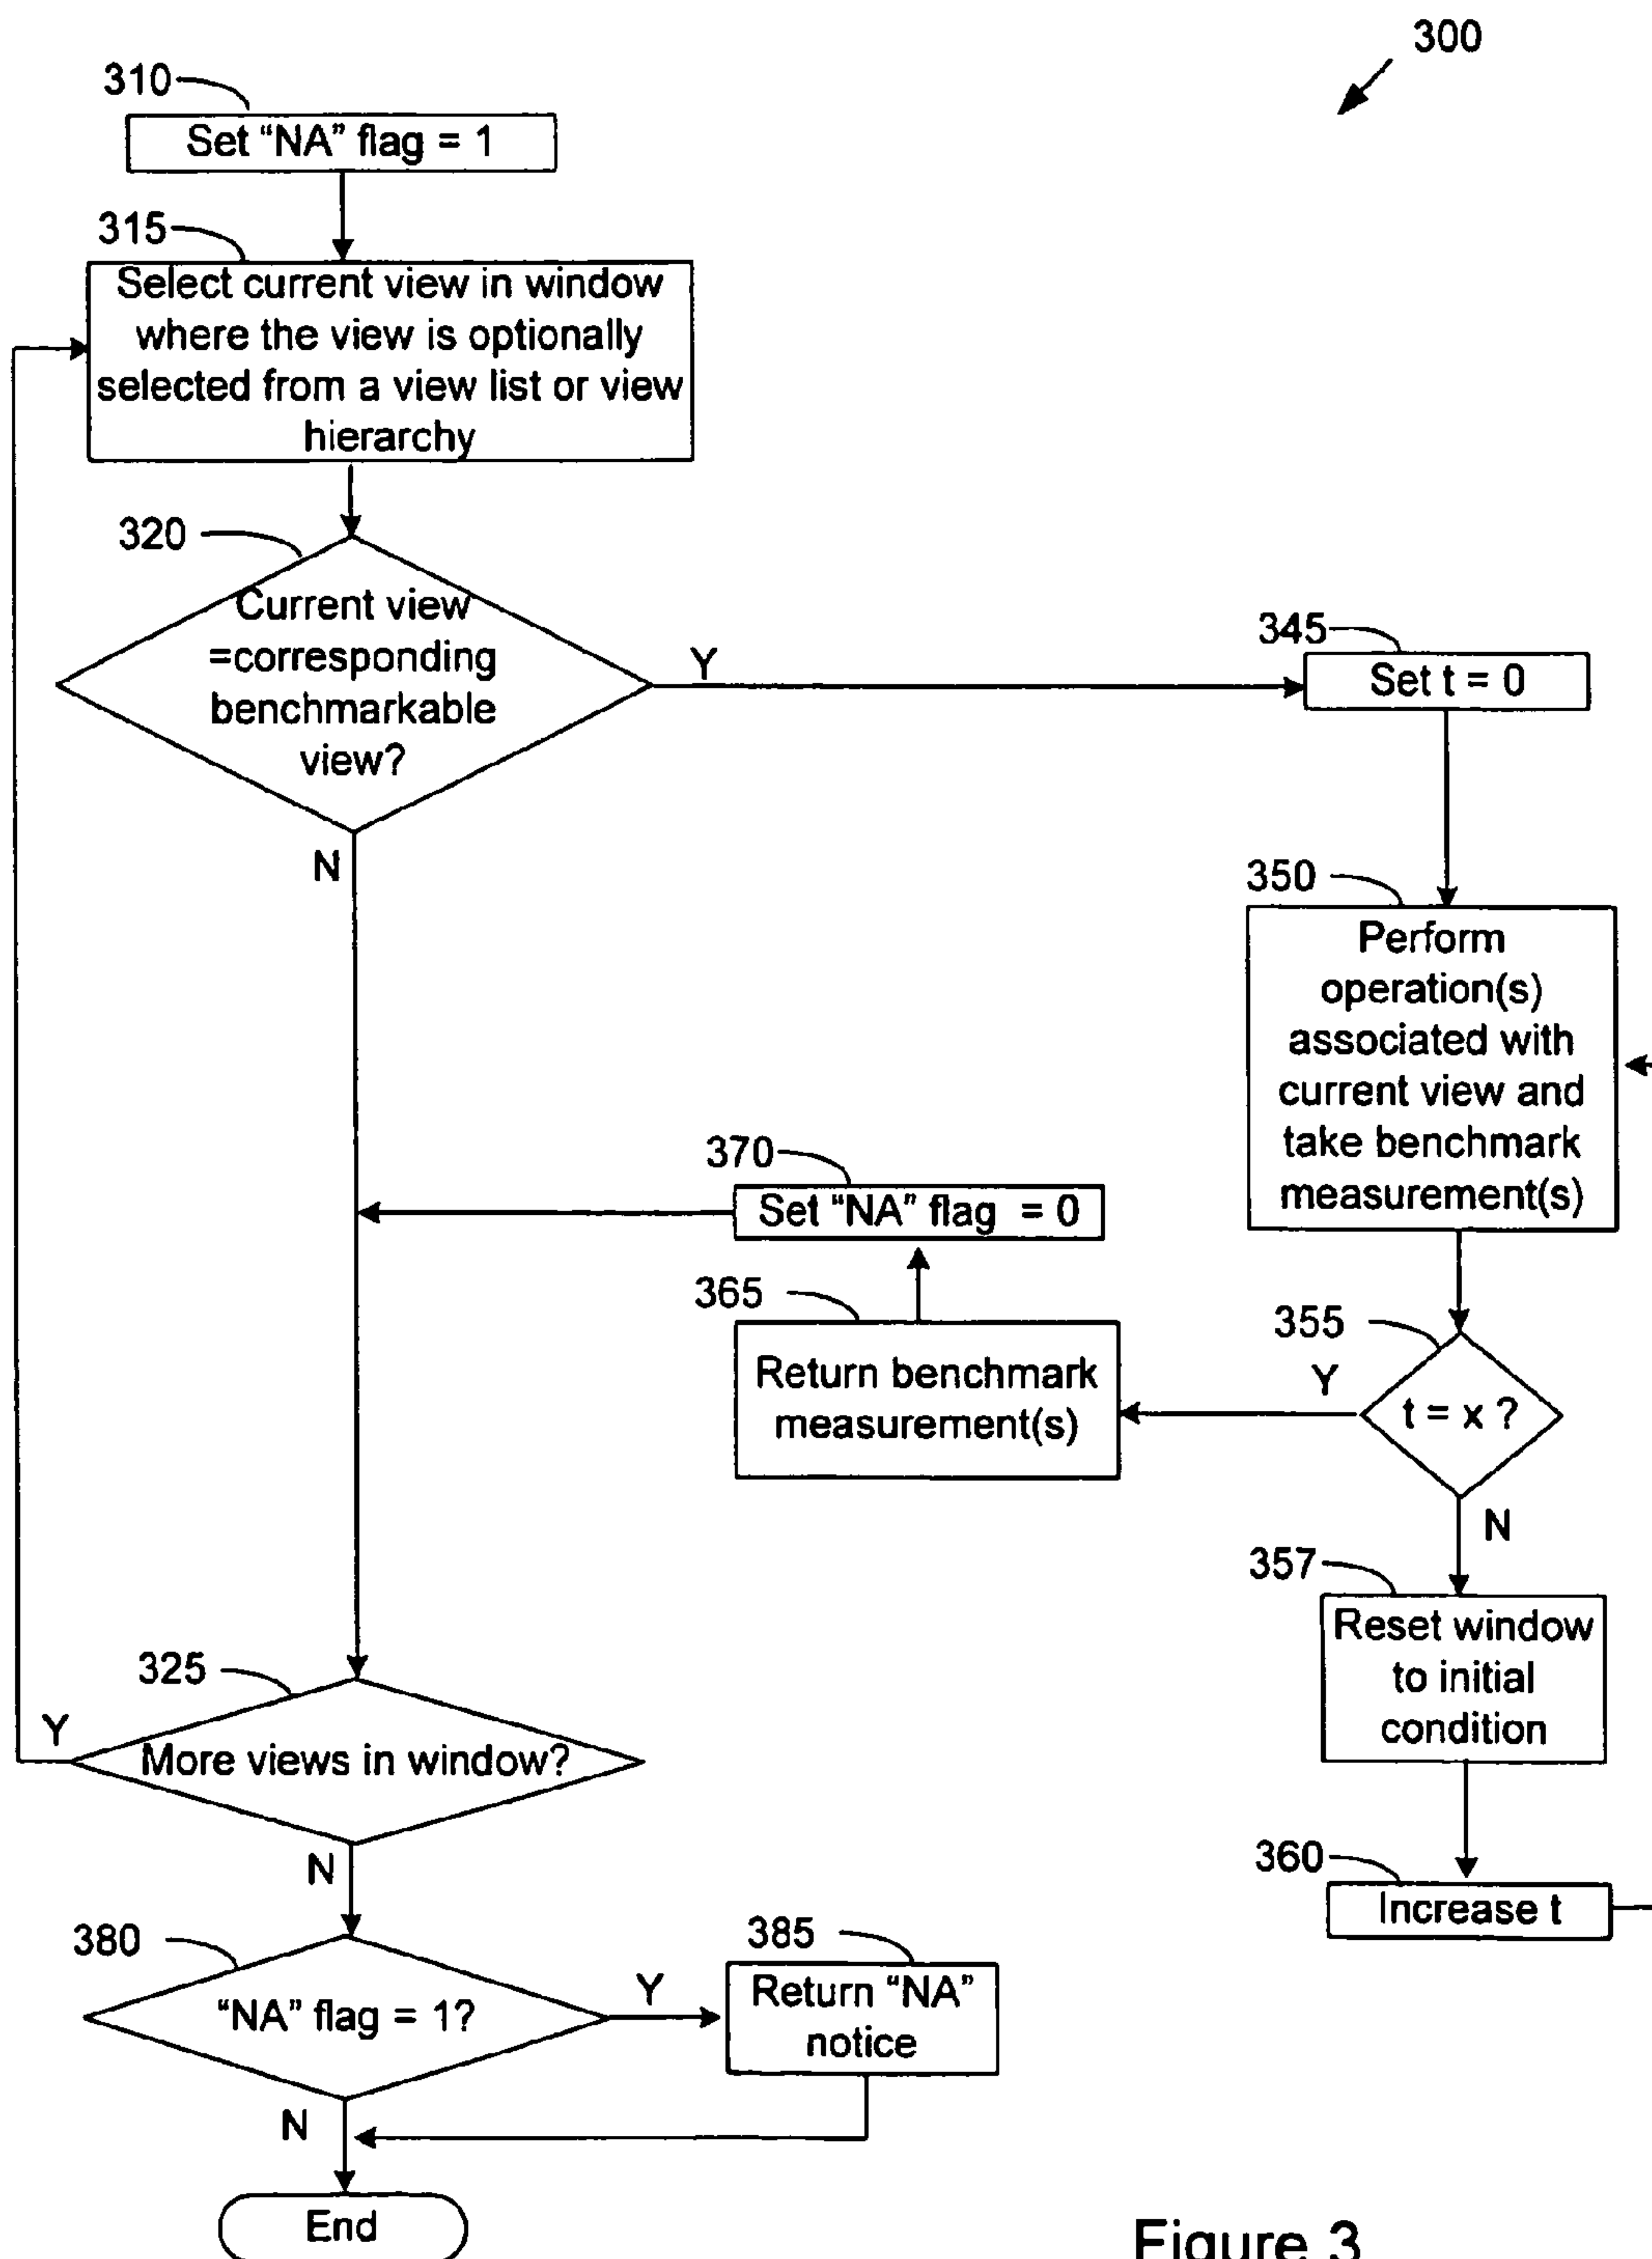 300
310
Set “NA” flag = 1
315
Select current view in window
where the view is optionally
selected from a view list or view
hierarchy
320
Current view
=corresponding
benchmarkable
view?
Y
N
345
Set t = 0
350
Perform
operation(s)
associated with
current view and
take benchmark
measurement(s)
355
t = x ?
Y
N
357
Reset window
to initial
condition
360
Increase t
365
Return benchmark
measurement(s)
370
Set “NA” flag = 0
325
More views in window?
Y
N
380
“NA” flag = 1?
Y
N
385
Return “NA”
notice
End
Figure 3